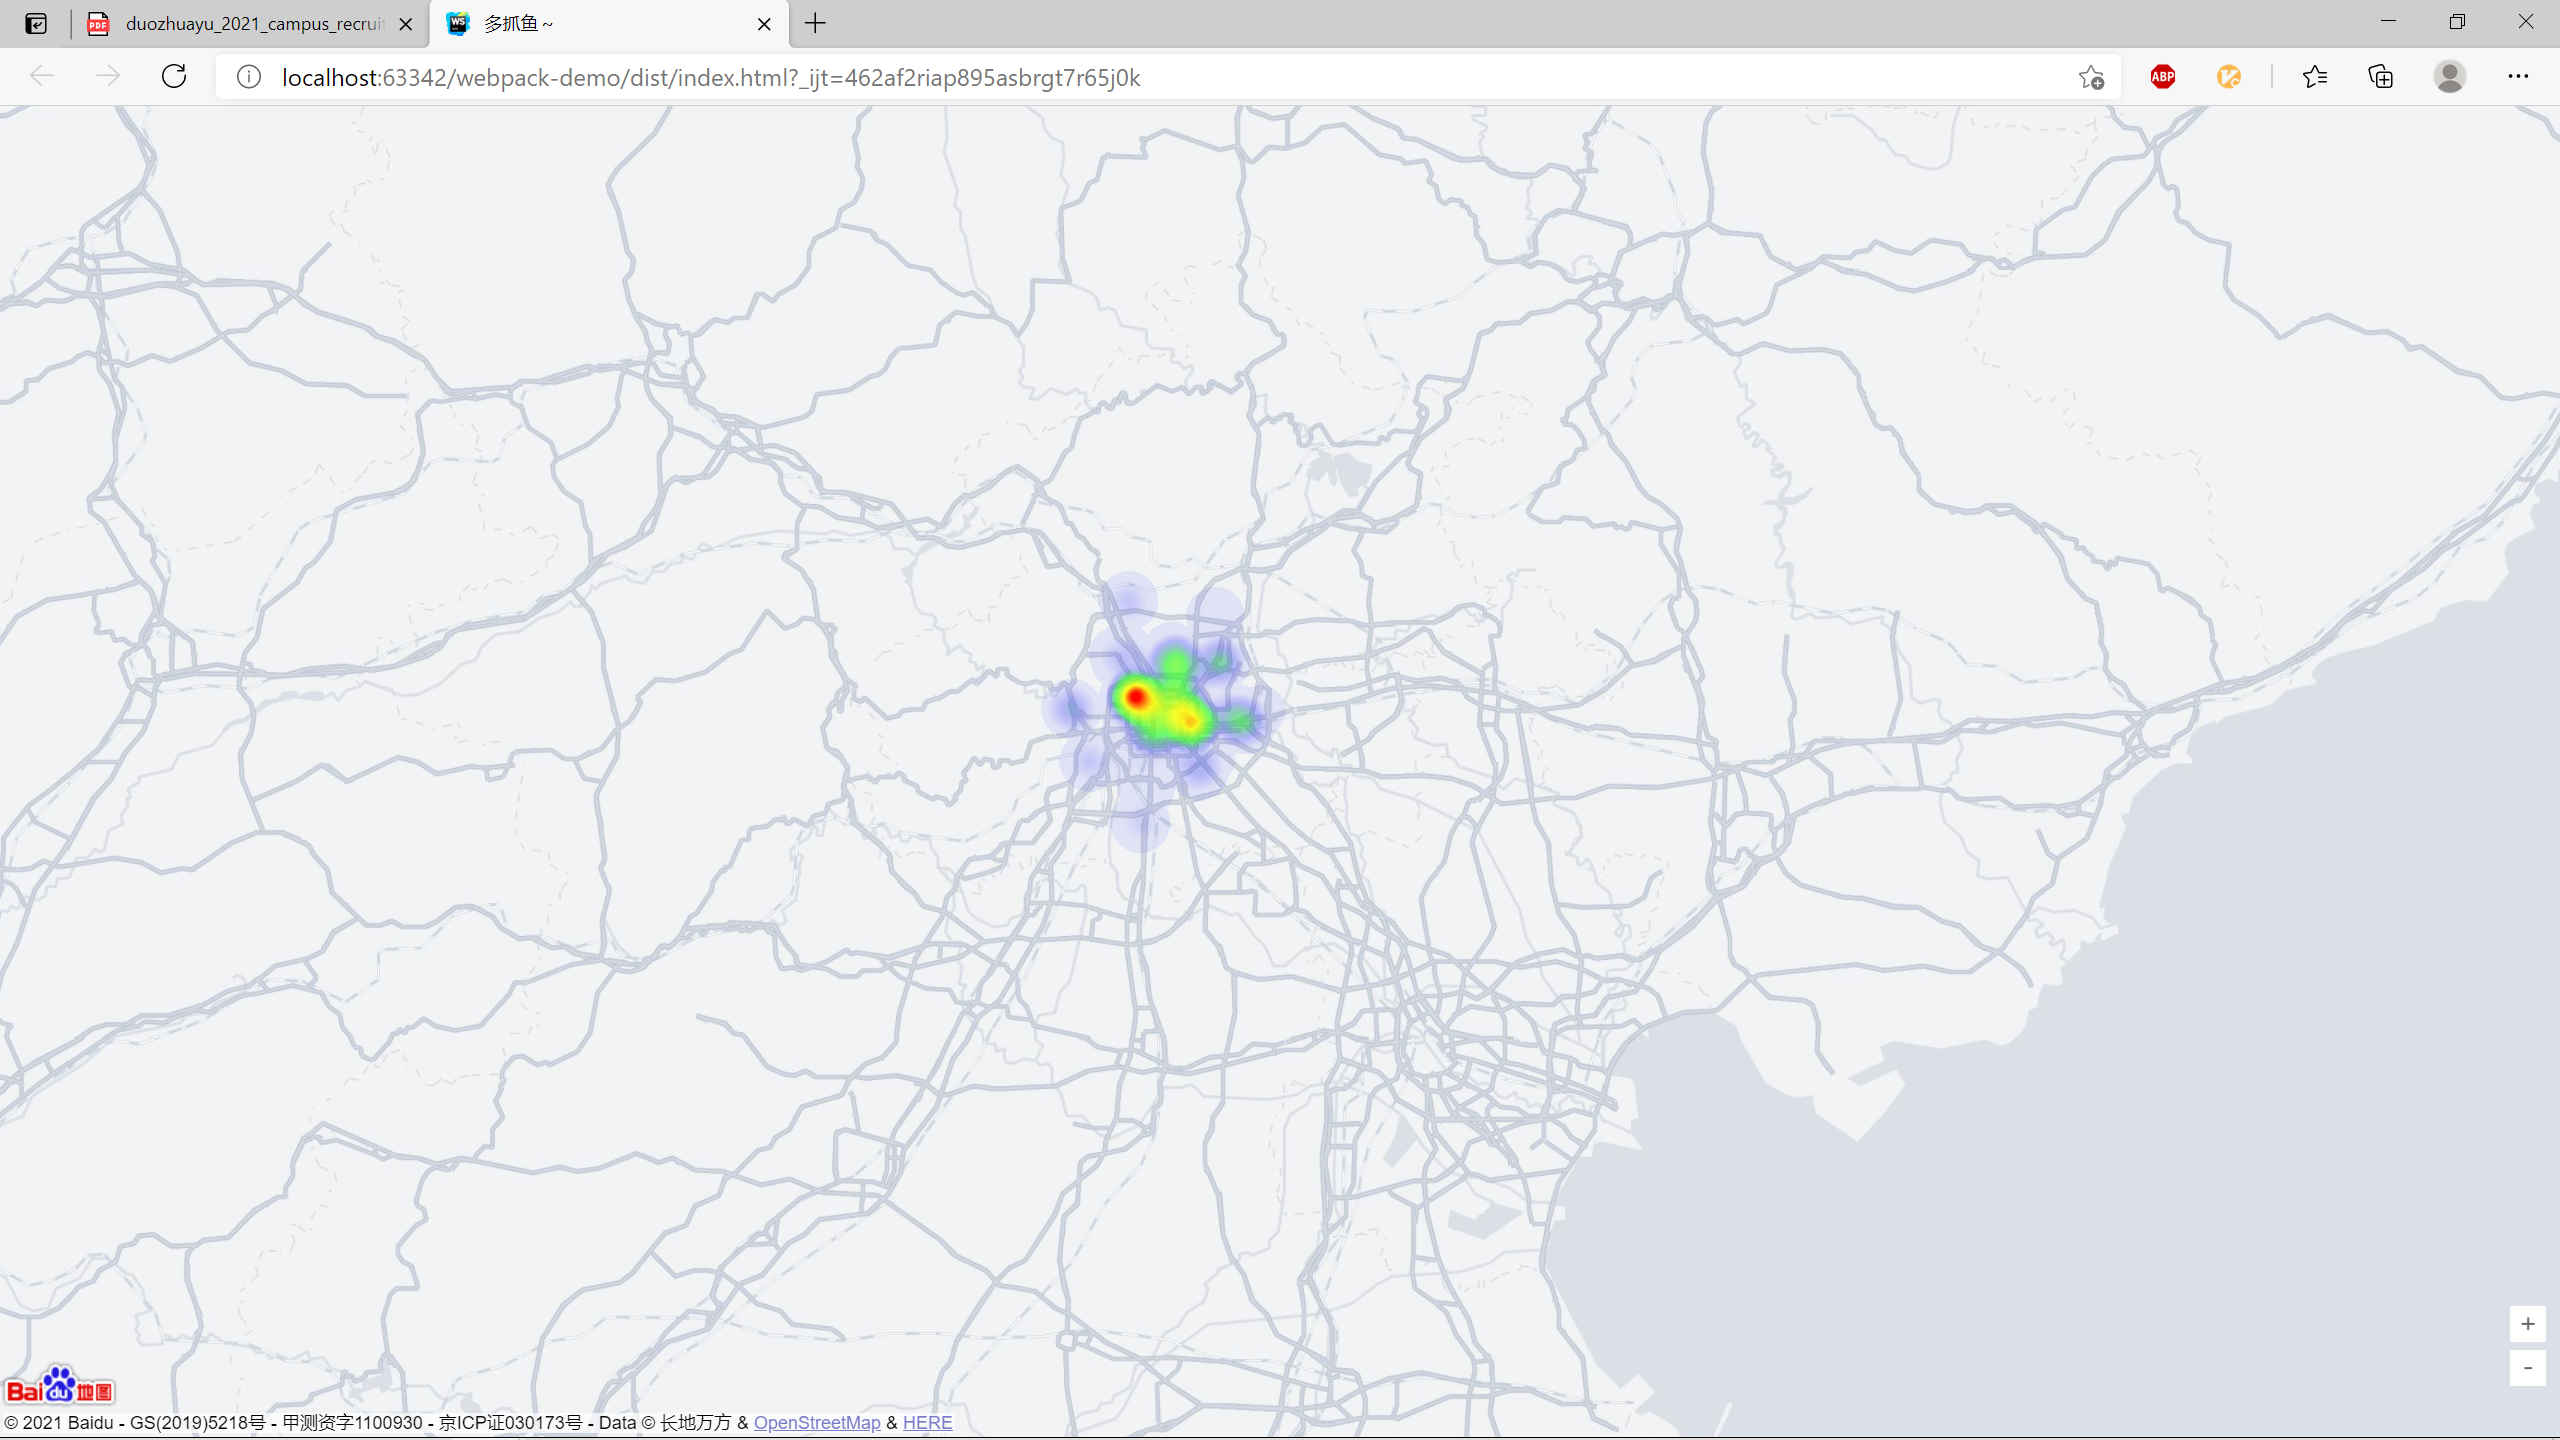 duozhuayu_2021_campus_recruit
多抓鱼~
localhost:63342/webpack-demo/dist/index.html?_ijt=462af2riap895asbrgt7r65j0k
ABP
+
-
Bai du 地图
© 2021 Baidu - GS(2019)5218号 - 甲测资字1100930 - 京ICP证030173号 - Data © 长地万方 & OpenStreetMap & HERE